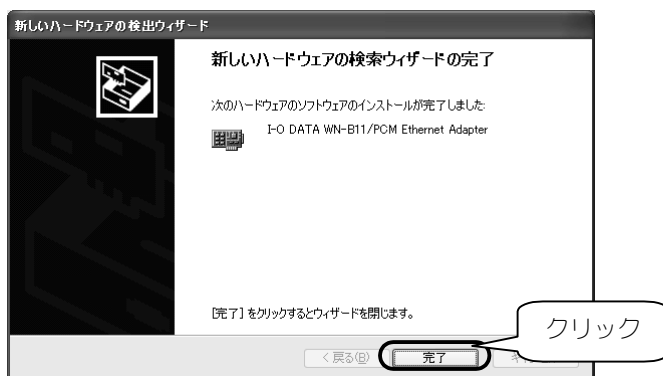 新しいハードウェアの検出ウィザード
新しいハードウェアの検索ウィザードの完了
次のハードウェアのソフトウェアのインストールが完了しました:
I-O DATA WN-B11/PCM Ethernet Adapter
[完了] をクリックするとウィザードを閉じます。
クリック
< 戻る(B)
完了